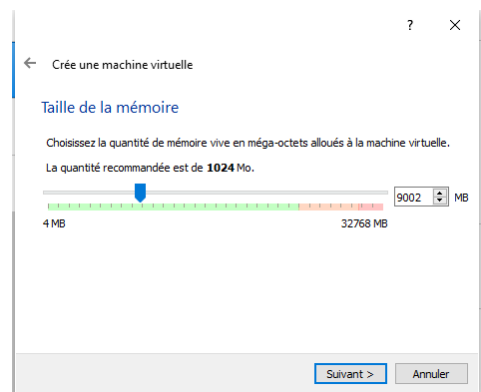 ?
Crée une machine virtuelle
Taille de la mémoire
Choisissez la quantité de mémoire vive en méga-octets alloués à la machine virtuelle.
La quantité recommandée est de 1024 Mo.
9002 MB
4 MB 32768 MB
Suivant > Annuler